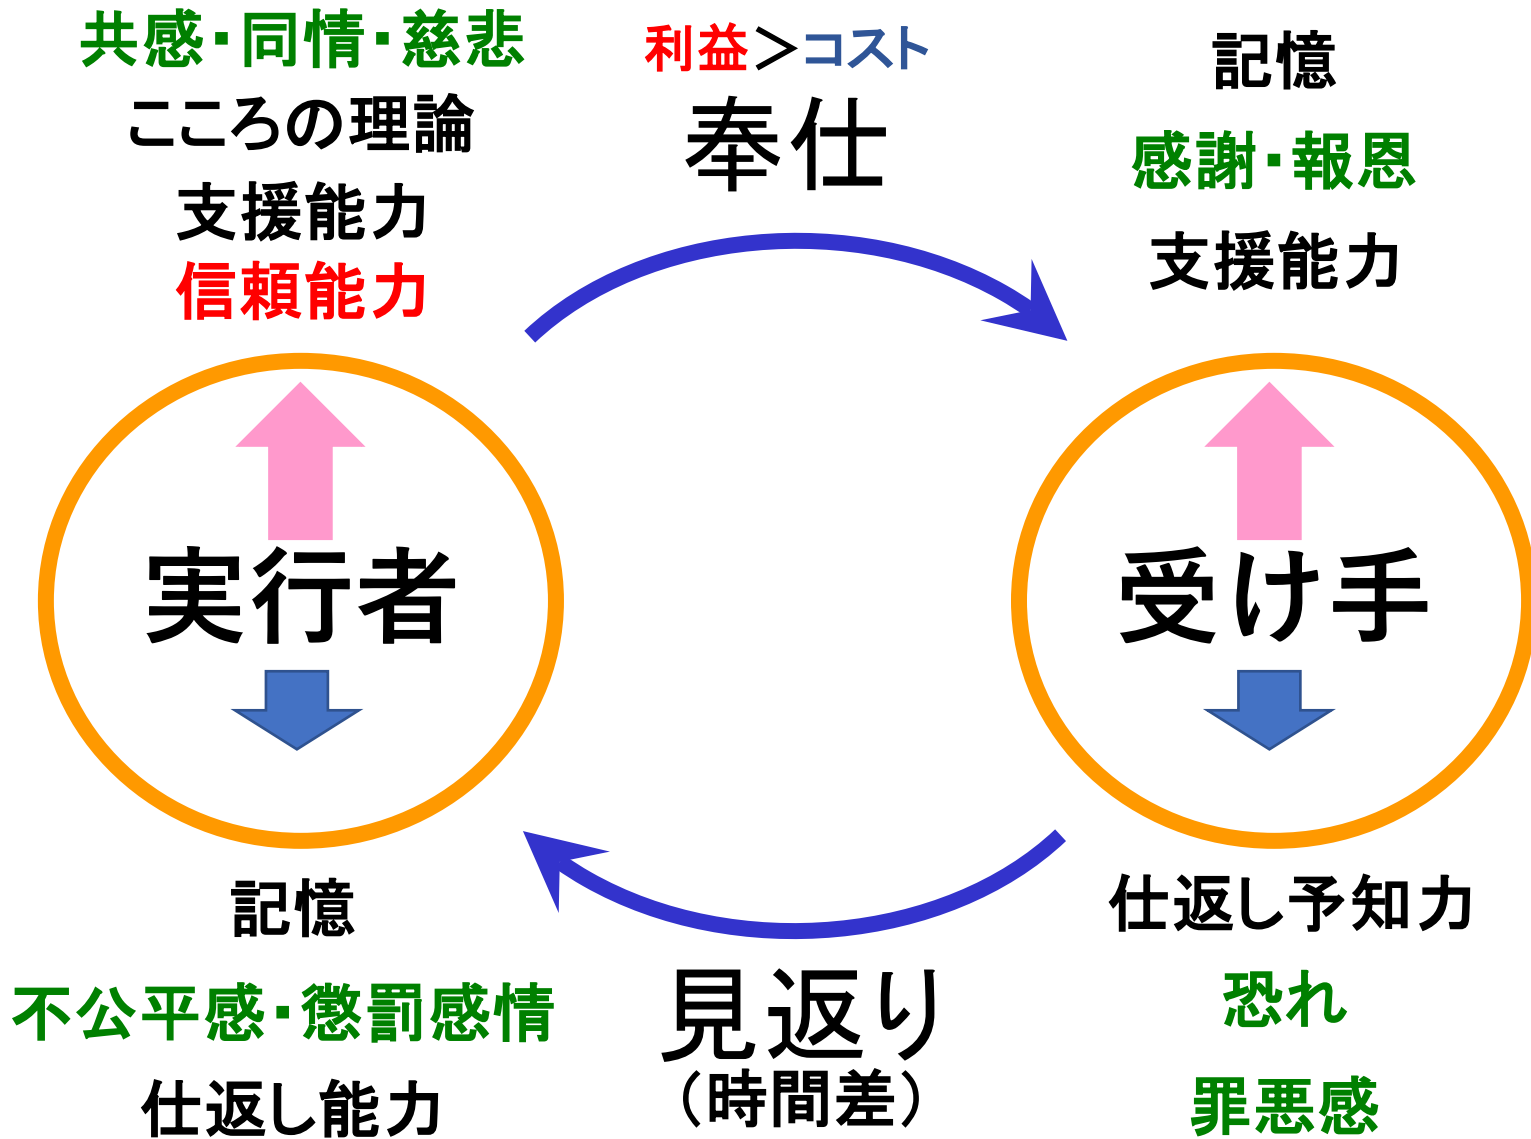 共感・同情・慈悲
こころの理論
支援能力
信頼能力
利益＞コスト
奉仕
記憶
感謝・報恩
支援能力
実行者
受け手
記憶
不公平感・懲罰感情
仕返し能力
見返り
（時間差）
仕返し予知力
恐れ
罪悪感